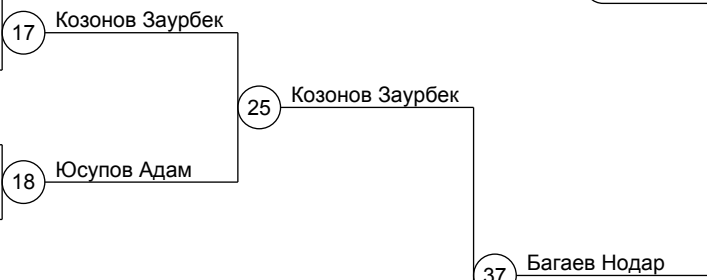 17
Козонов Заурбек
25
Козонов Заурбек
18
Юсупов Адам
37
Багаев Нодар